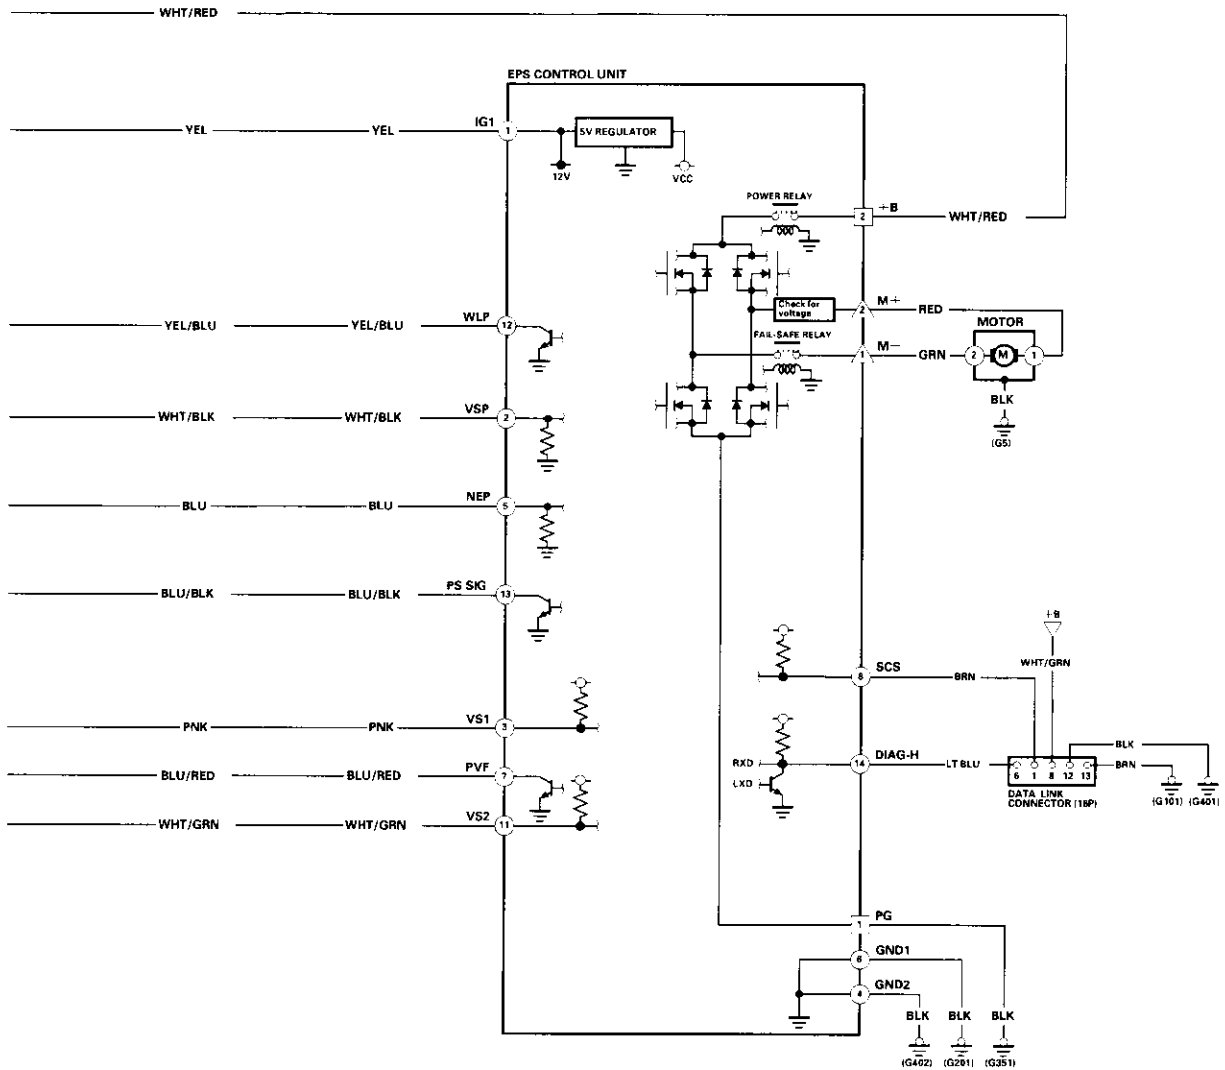 WHT/RED
EPS CONTROL UNIT
YEL YEL IG1 1 5V REGULATOR
12V VCC
POWER RELAY
2 +B WHT/RED
Check for voltage
2 M+ RED
MOTOR
FAIL-SAFE RELAY
1 M− GRN 2 M 1
BLK
(G5)
YEL/BLU YEL/BLU WLP 12
WHT/BLK WHT/BLK VSP 2
BLU BLU NEP 5
BLU/BLK BLU/BLK PS SIG 13
+B
WHT/GRN
8 SCS BRN
PNK PNK VS1 3
BLK
RXD 14 DIAG-H LT BLU 6 1 8 12 13 BRN
BLU/RED BLU/RED PVF 7
LXD
DATA LINK
CONNECTOR (16P)
(G101) (G401)
WHT/GRN WHT/GRN VS2 11
1 PG
6 GND1
4 GND2
BLK BLK BLK
(G402) (G201) (G351)